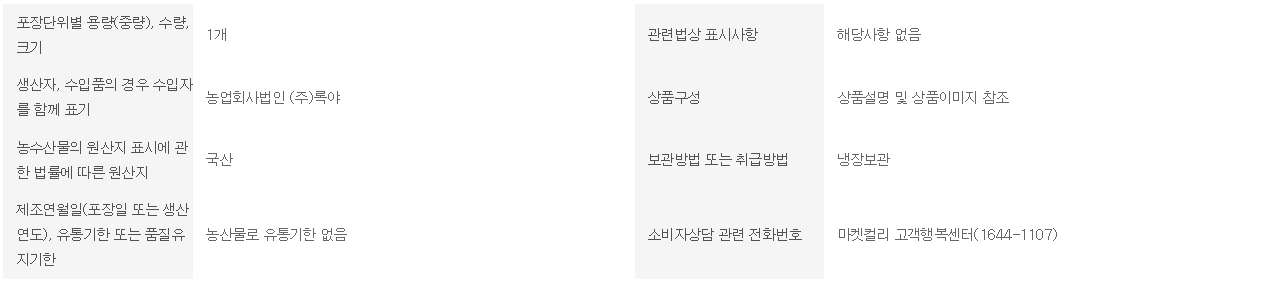 포장단위별 용량(중량), 수량,
크기
1개
관련법상 표시사항
해당사항 없음
생산자, 수입품의 경우 수입자
를 함께 표기
농업회사법인 (주)록야
상품구성
상품설명 및 상품이미지 참조
농수산물의 원산지 표시에 관
한 법률에 따른 원산지
국산
보관방법 또는 취급방법
냉장보관
제조연월일(포장일 또는 생산
연도), 유통기한 또는 품질유
지기한
농산물로 유통기한 없음
소비자상담 관련 전화번호
마켓컬리 고객행복센터(1644-1107)